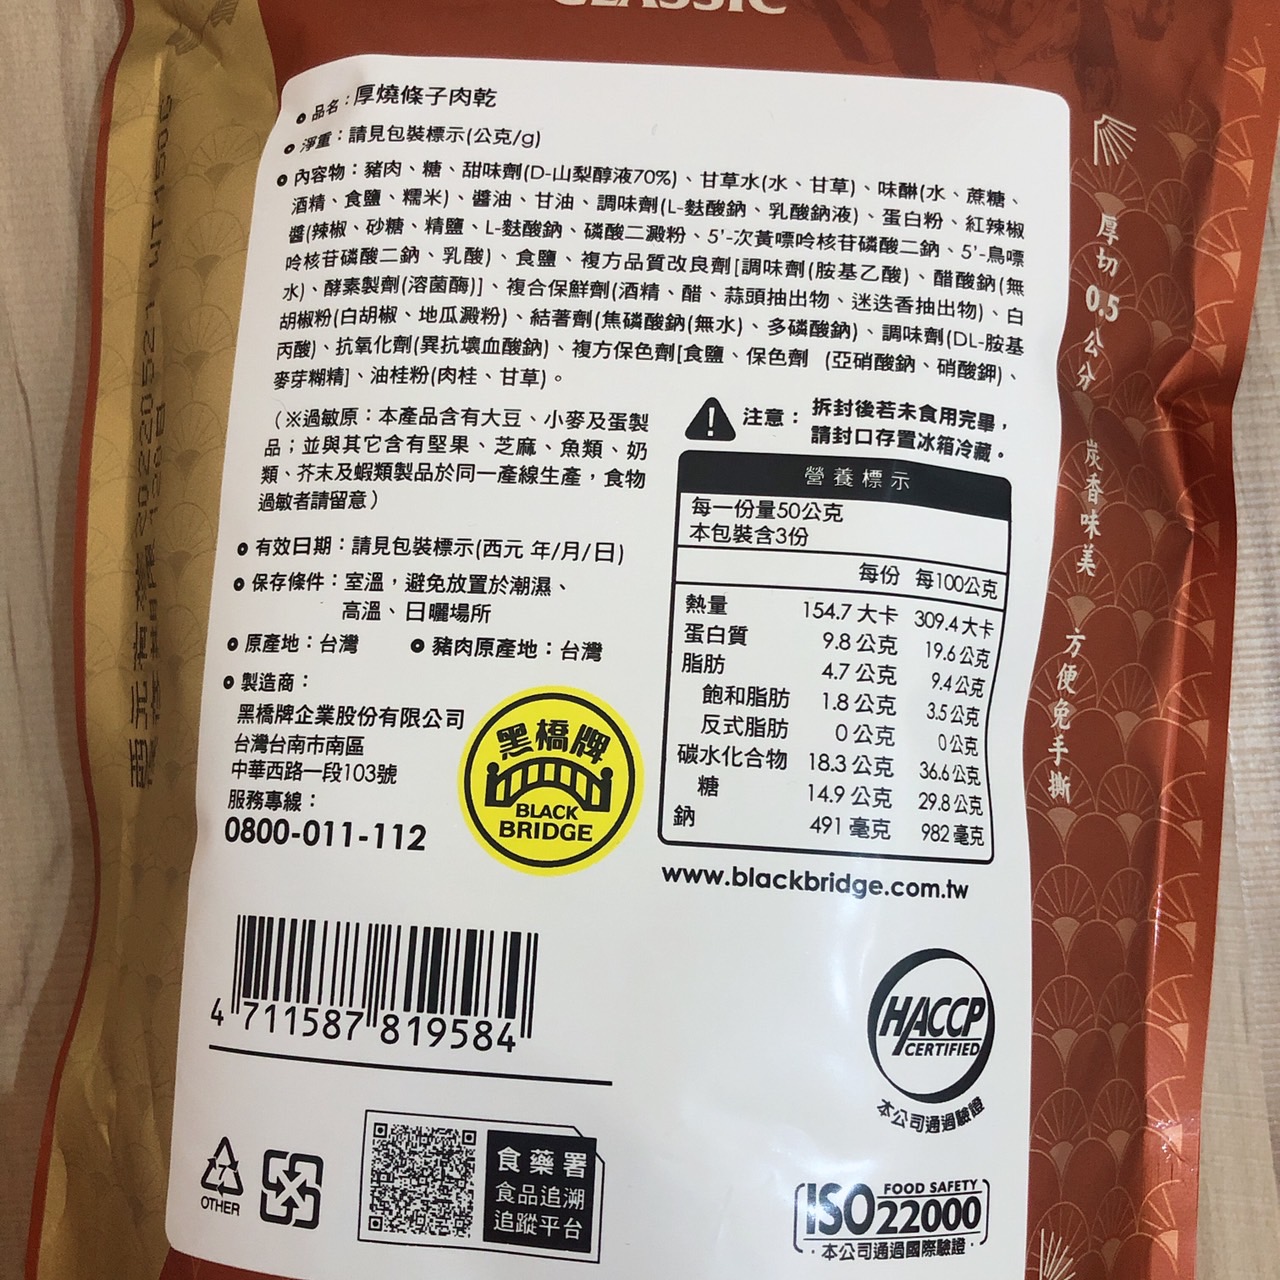 CLASSIC
品名：厚燒條子肉乾
淨重：請見包裝標示(公克/g)
內容物：豬肉、糖、甜味劑(D-山梨醇液70%)、甘草水(水、甘草)、味醂(水、蔗糖、
酒精、食鹽、糯米)、醬油、甘油、調味劑(L-麩酸鈉、乳酸鈉液)、蛋白粉、紅辣椒
醬(辣椒、砂糖、精鹽、L-麩酸鈉、磷酸二澱粉、5'-次黃嘌呤核苷磷酸二鈉、5'-鳥嘌
呤核苷磷酸二鈉、乳酸)、食鹽、複方品質改良劑[調味劑(胺基乙酸)、醋酸鈉(無
水)、酵素製劑(溶菌酶)]、複合保鮮劑(酒精、醋、蒜頭抽出物、迷迭香抽出物)、白
胡椒粉(白胡椒、地瓜澱粉)、結著劑(焦磷酸鈉(無水)、多磷酸鈉)、調味劑(DL-胺基
丙酸)、抗氧化劑(異抗壞血酸鈉)、複方保色劑[食鹽、保色劑 (亞硝酸鈉、硝酸鉀)、
麥芽糊精]、油桂粉(肉桂、甘草)。
（※過敏原：本產品含有大豆、小麥及蛋製
品；並與其它含有堅果、芝麻、魚類、奶
類、芥末及蝦類製品於同一產線生產，食物
過敏者請留意）
注意： 拆封後若未食用完畢，
請封口存置冰箱冷藏。
有效日期：請見包裝標示(西元 年/月/日)
保存條件：室溫，避免放置於潮濕、
高溫、日曬場所
原產地：台灣 豬肉原產地：台灣
製造商：
黑橋牌企業股份有限公司
台灣台南市南區
中華西路一段103號
服務專線：
0800-011-112
黑橋牌
BLACK
BRIDGE
營養標示
每一份量50公克
本包裝含3份
每份 每100公克
熱量 154.7 大卡 309.4 大卡
蛋白質 9.8 公克 19.6 公克
脂肪 4.7 公克 9.4 公克
飽和脂肪 1.8 公克 3.5 公克
反式脂肪 0 公克 0 公克
碳水化合物 18.3 公克 36.6 公克
糖 14.9 公克 29.8 公克
鈉 491 毫克 982 毫克
www.blackbridge.com.tw
4 711587 819584
HACCP
CERTIFIED
本公司通過驗證
7
OTHER
食藥署
食品追溯
追蹤平台
ISO 22000
FOOD SAFETY
本公司通過國際驗證
厚切0.5公分 炭香味美 方便免手撕